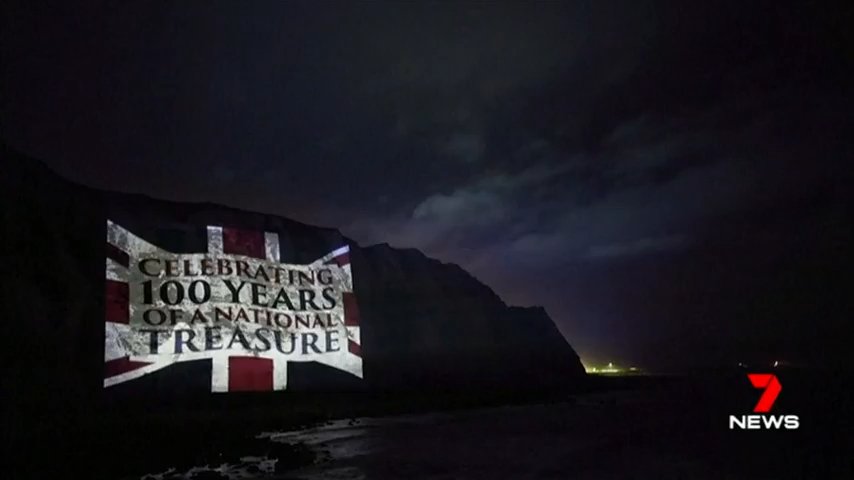 CELEBRATING
100 YEARS
OF A NATIONAL
TREASURE
7
NEWS